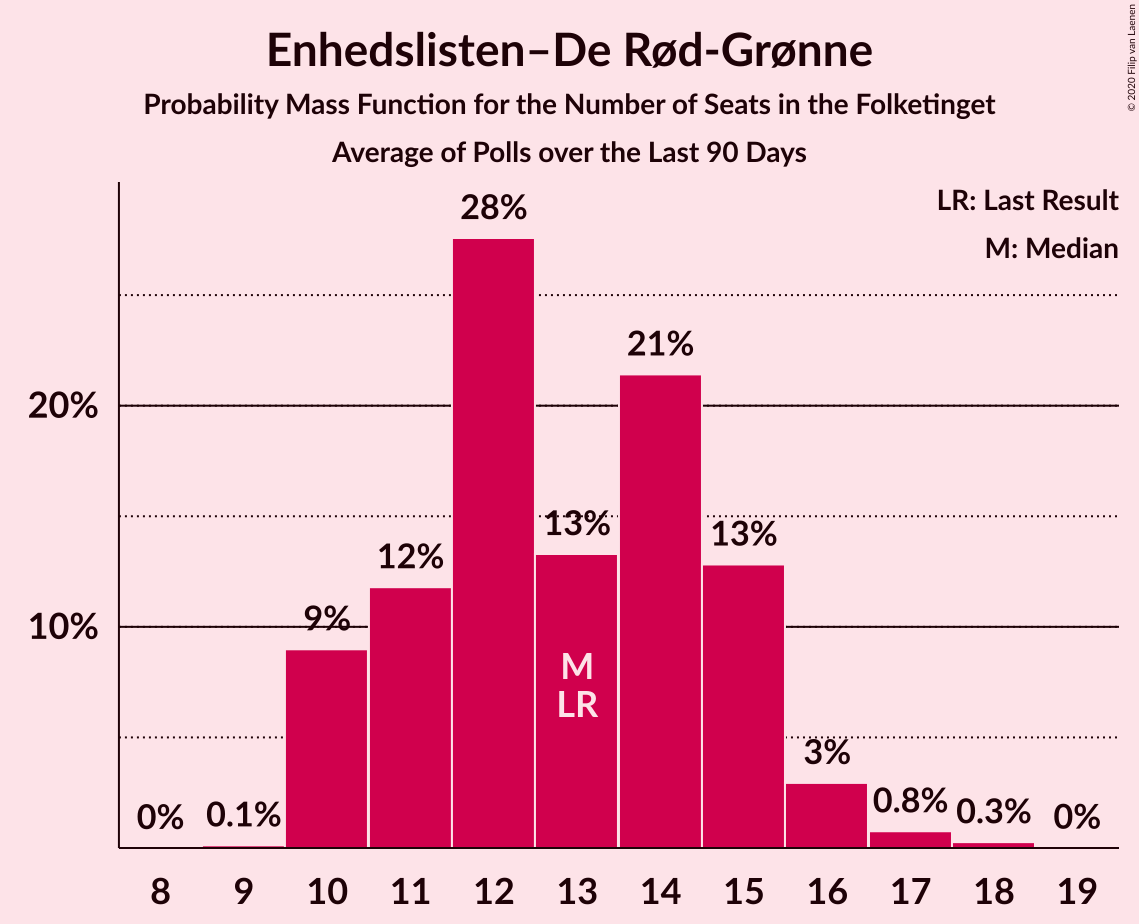 Enhedslisten–De Rød-Grønne
Probability Mass Function for the Number of Seats in the Folketinget
Average of Polls over the Last 90 Days
© 2020 Filip van Laenen
LR: Last Result
M: Median
28%
21%
20%
13%
13%
12%
9%
10%
M
LR
3%
0%
0.1%
0.8%
0.3%
0%
8 9 10 11 12 13 14 15 16 17 18 19